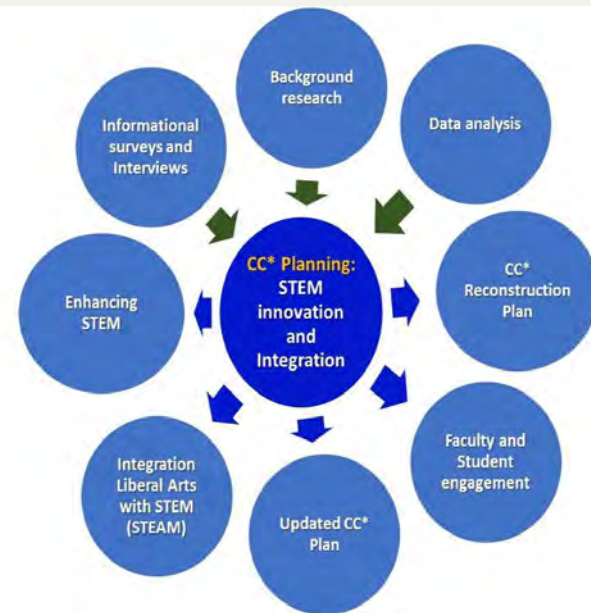 Background
research
Data analysis
Informational
surveys and
Interviews
CC* Planning:
STEM
innovation
and
Integration
CC*
Reconstruction
Plan
Enhancing
STEM
Faculty and
Student
engagement
Integration
Liberal Arts
with STEM
(STEAM)
Updated CC*
Plan